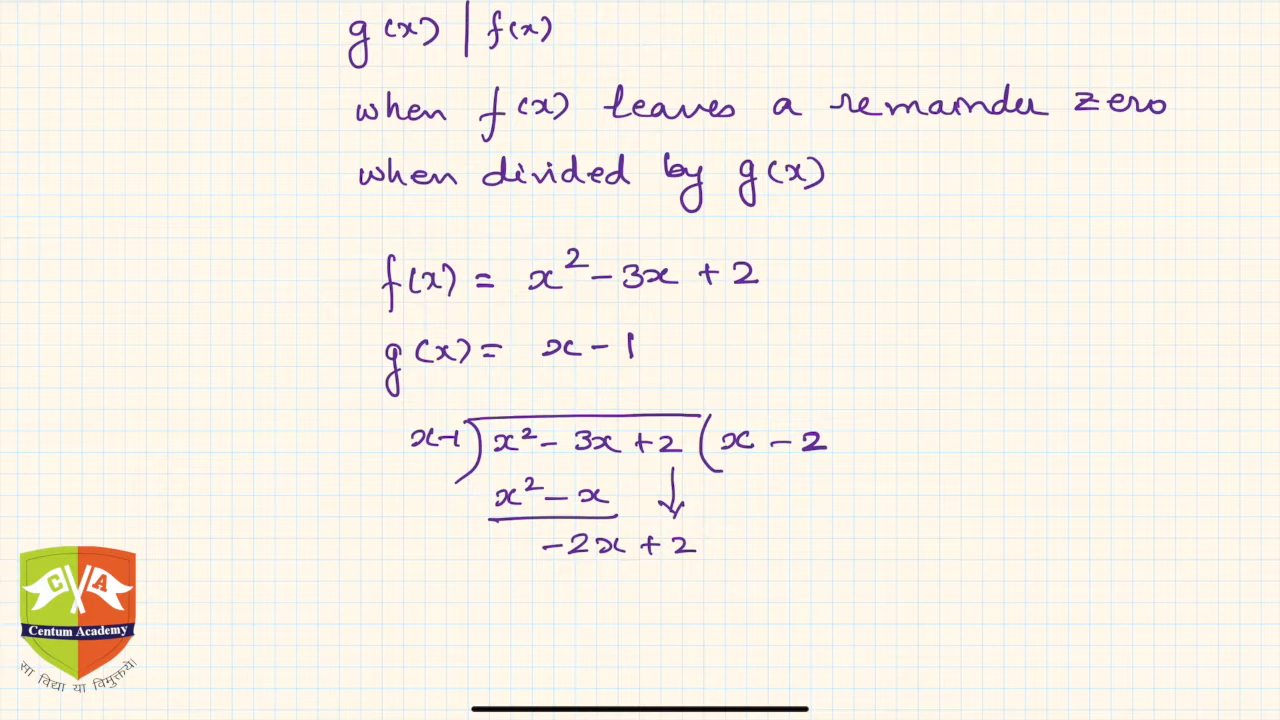 g(x) | f(x)
when f(x) leaves a remainder zero
when divided by g(x)
f(x) = x² - 3x + 2
g(x) = x - 1
x-1 ) x² - 3x + 2 ( x - 2
x² - x
-2x + 2
C A
Centum Academy
सा विद्या या विमुक्तये।